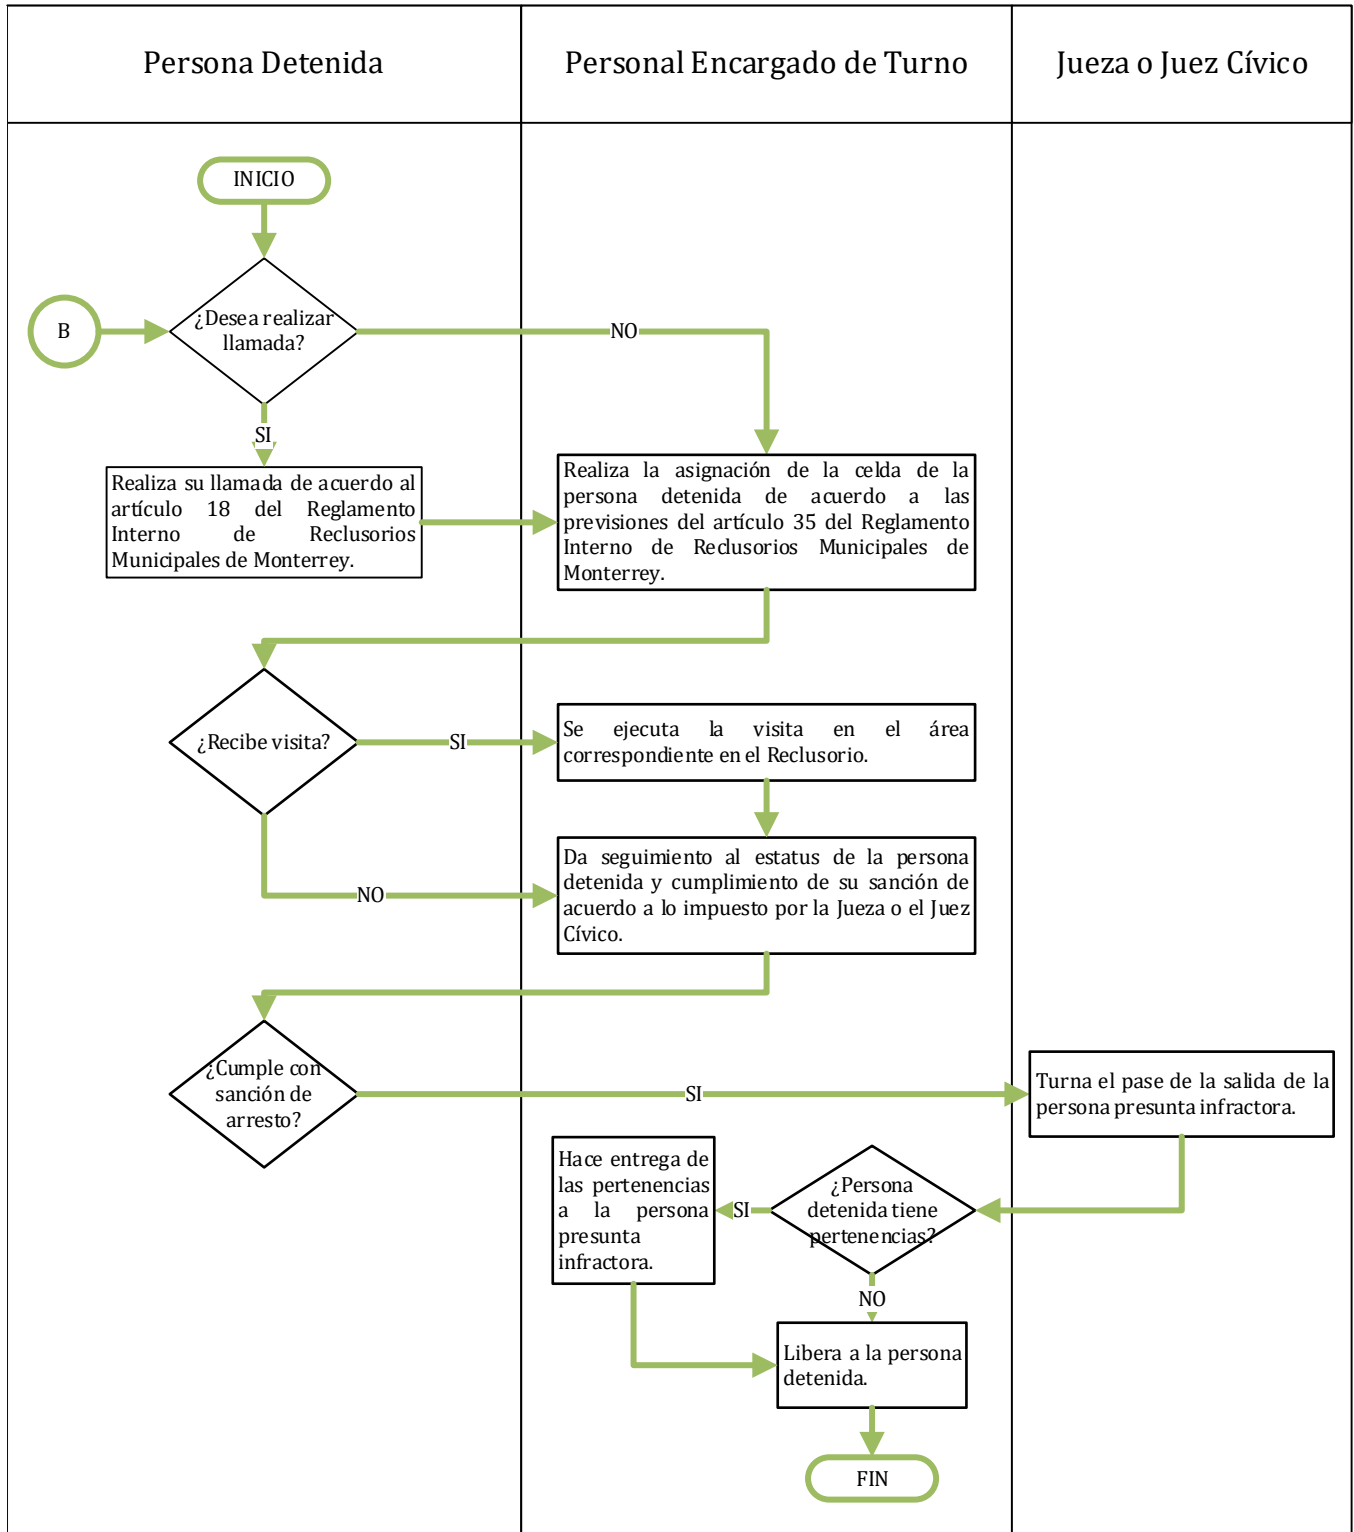 Persona Detenida
Personal Encargado de Turno
Jueza o Juez Cívico
INICIO
B
¿Desea realizar
llamada?
NO
SI
Realiza su llamada de acuerdo al
artículo 18 del Reglamento
Interno de Reclusorios
Municipales de Monterrey.
Realiza la asignación de la celda de la
persona detenida de acuerdo a las
previsiones del artículo 35 del Reglamento
Interno de Reclusorios Municipales de
Monterrey.
¿Recibe visita?
SI
Se ejecuta la visita en el área
correspondiente en el Reclusorio.
NO
Da seguimiento al estatus de la persona
detenida y cumplimiento de su sanción de
acuerdo a lo impuesto por la Jueza o el Juez
Cívico.
¿Cumple con
sanción de
arresto?
SI
Turna el pase de la salida de la
persona presunta infractora.
¿Persona
detenida tiene
pertenencias?
SI
Hace entrega de
las pertenencias
a la persona
presunta
infractora.
NO
Libera a la persona
detenida.
FIN